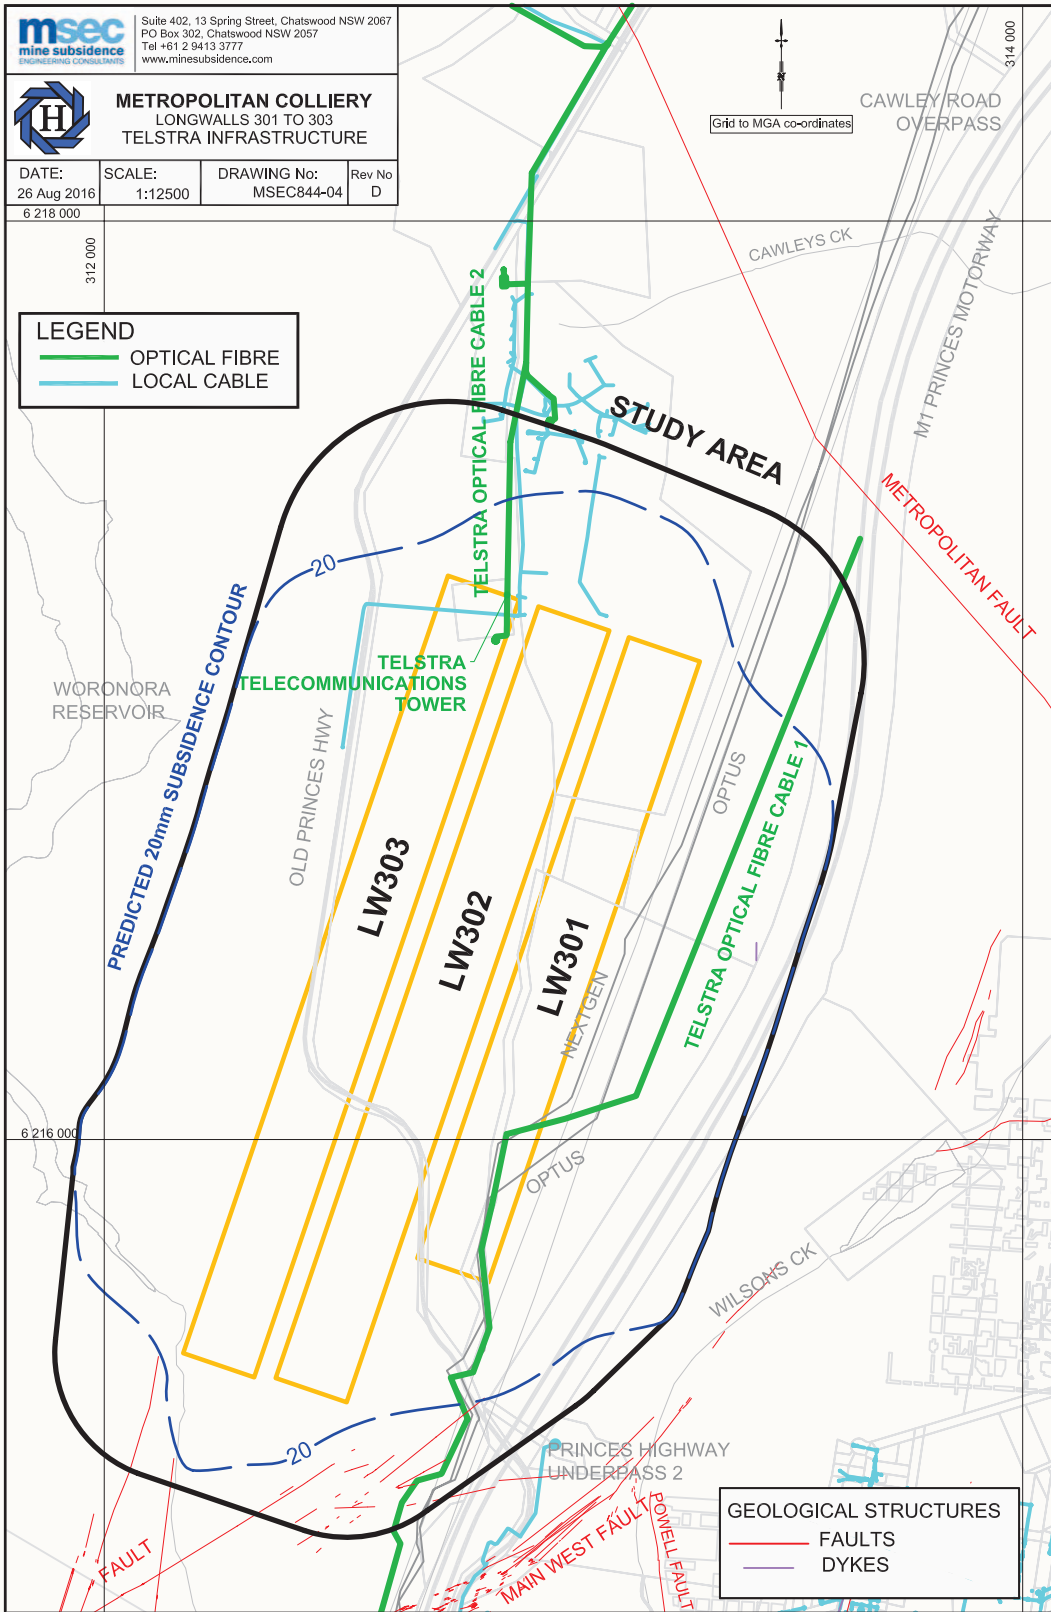 msec
mine subsidence
ENGINEERING CONSULTANTS
Suite 402, 13 Spring Street, Chatswood NSW 2067
PO Box 302, Chatswood NSW 2057
Tel +61 2 9413 3777
www.minesubsidence.com
H
METROPOLITAN COLLIERY
LONGWALLS 301 TO 303
TELSTRA INFRASTRUCTURE
DATE:
26 Aug 2016
SCALE:
1:12500
DRAWING No:
MSEC844-04
Rev No
D
N
Grid to MGA co-ordinates
314 000
CAWLEY ROAD
OVERPASS
6 218 000
312 000
CAWLEYS CK
M1 PRINCES MOTORWAY
LEGEND
OPTICAL FIBRE
LOCAL CABLE
TELSTRA OPTICAL FIBRE CABLE 2
STUDY AREA
METROPOLITAN FAULT
20
PREDICTED 20mm SUBSIDENCE CONTOUR
WORONORA
RESERVOIR
TELSTRA
TELECOMMUNICATIONS
TOWER
OLD PRINCES HWY
OPTUS
TELSTRA OPTICAL FIBRE CABLE 1
LW303
LW302
LW301
NEXTGEN
6 216 000
OPTUS
WILSONS CK
20
PRINCES HIGHWAY
UNDERPASS 2
FAULT
MAIN WEST FAULT
POWELL FAULT
GEOLOGICAL STRUCTURES
FAULTS
DYKES